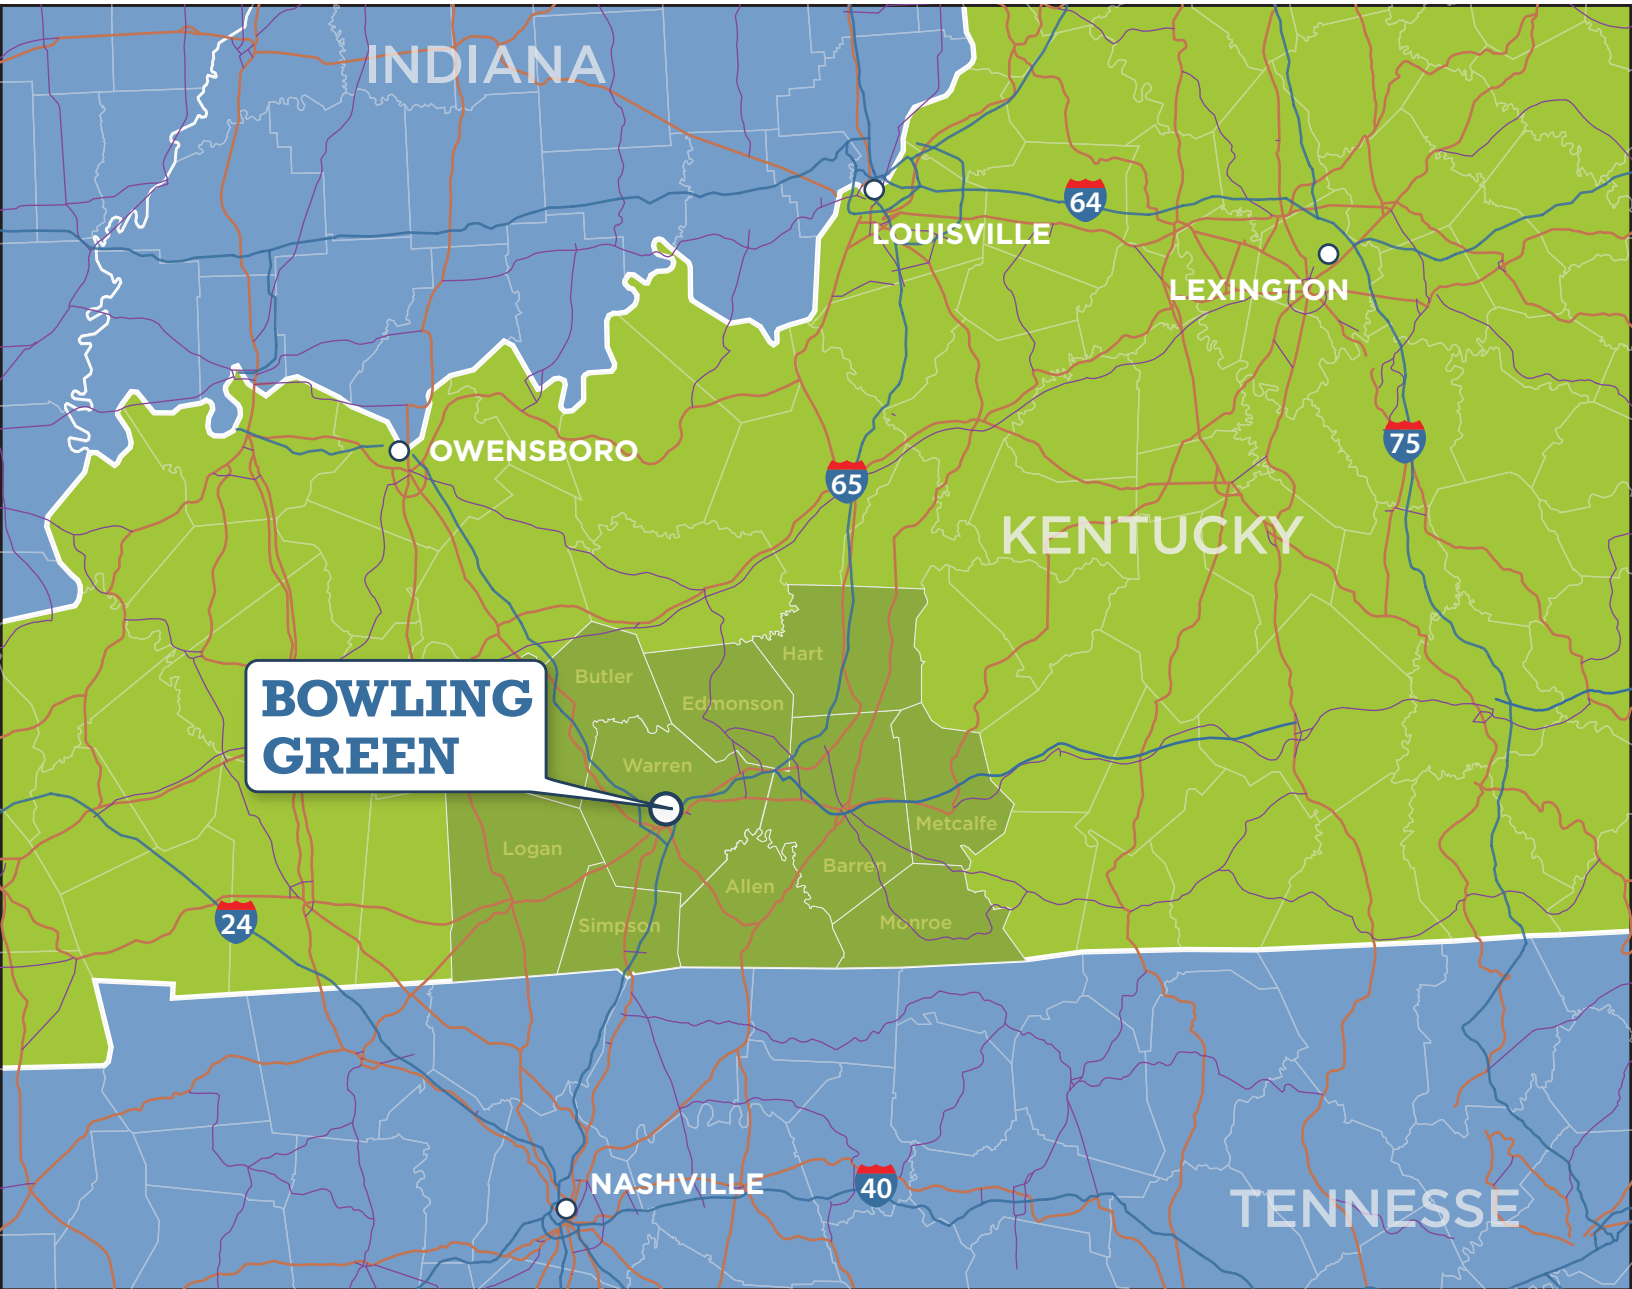 INDIANA
64
LOUISVILLE
LEXINGTON
OWENSBORO
75
65
KENTUCKY
Hart
Butler
Edmonson
BOWLING
GREEN
Warren
Metcalfe
Logan
Barren
Allen
24
Simpson
Monroe
NASHVILLE
40
TENNESSE